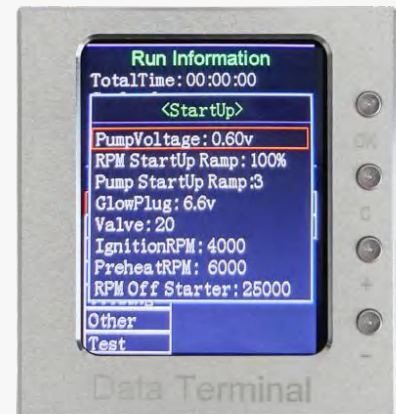 Run Information
TotalTime:00:00:00
<StartUp>
PumpVoltage:0.60v
RPM StartUp Ramp:100%
Pump StartUp Ramp:3
GlowPlug:6.6v
Valve:20
IgnitionRPM:4000
PreheatRPM: 6000
RPM Off Starter:25000
Other
Test
OK
C
+
-
Data Terminal